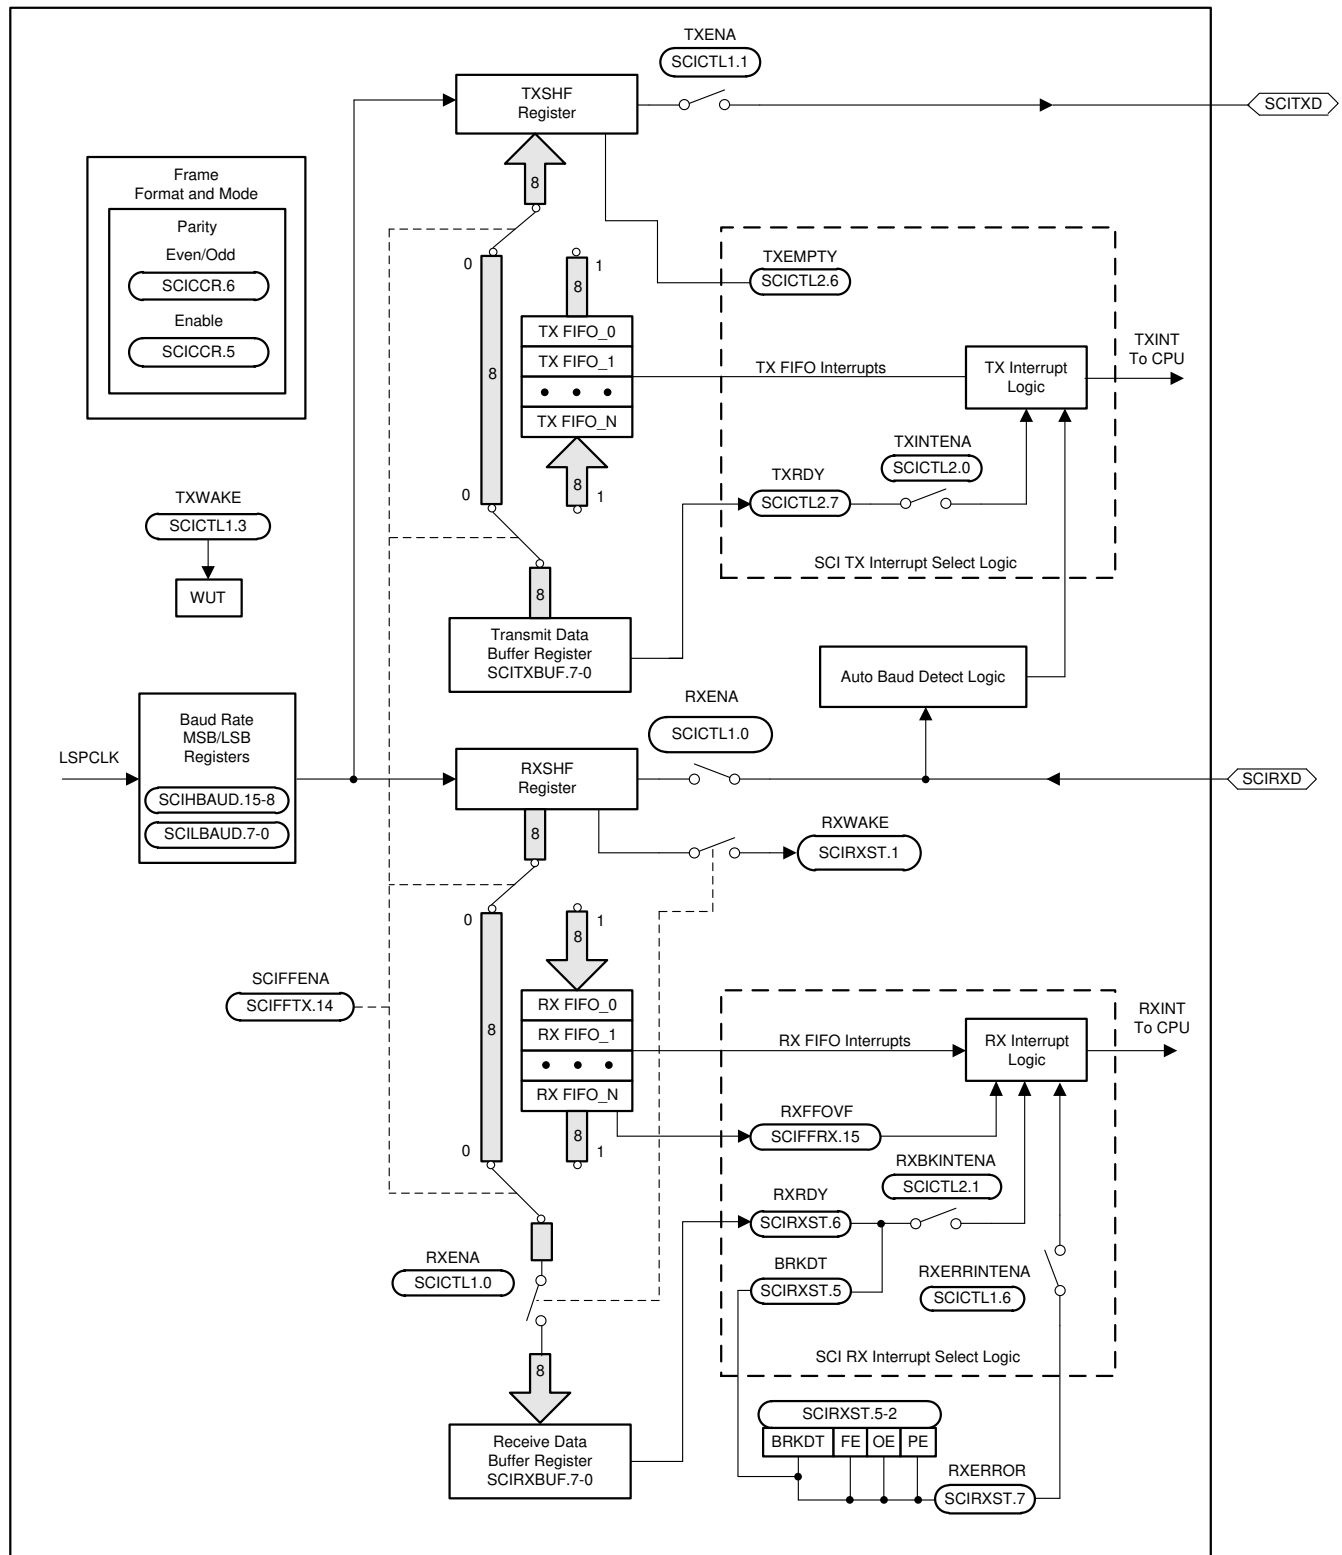 TXENA
SCICTL1.1
TXSHF
Register
SCITXD
8
Frame
Format and Mode
Parity
Even/Odd
SCICCR.6
Enable
SCICCR.5
0
1
8
TXEMPTY
SCICTL2.6
TX FIFO_0
TX FIFO_1
TX FIFO_N
8
TX FIFO Interrupts
TX Interrupt
Logic
TXINT
To CPU
TXINTENA
SCICTL2.0
TXRDY
SCICTL2.7
0
8
1
SCI TX Interrupt Select Logic
TXWAKE
SCICTL1.3
WUT
8
Transmit Data
Buffer Register
SCITXBUF.7-0
Auto Baud Detect Logic
RXENA
SCICTL1.0
LSPCLK
Baud Rate
MSB/LSB
Registers
SCIHBAUD.15-8
SCILBAUD.7-0
RXSHF
Register
SCIRXD
8
RXWAKE
SCIRXST.1
0
1
8
SCIFFENA
SCIFFTX.14
RX FIFO_0
RX FIFO_1
RX FIFO_N
8
RX FIFO Interrupts
RX Interrupt
Logic
RXINT
To CPU
RXFFOVF
SCIFFRX.15
0
8
1
RXBKINTENA
SCICTL2.1
RXRDY
SCIRXST.6
BRKDT
SCIRXST.5
RXERRINTENA
SCICTL1.6
RXENA
SCICTL1.0
SCI RX Interrupt Select Logic
8
SCIRXST.5-2
BRKDT FE OE PE
RXERROR
SCIRXST.7
Receive Data
Buffer Register
SCIRXBUF.7-0